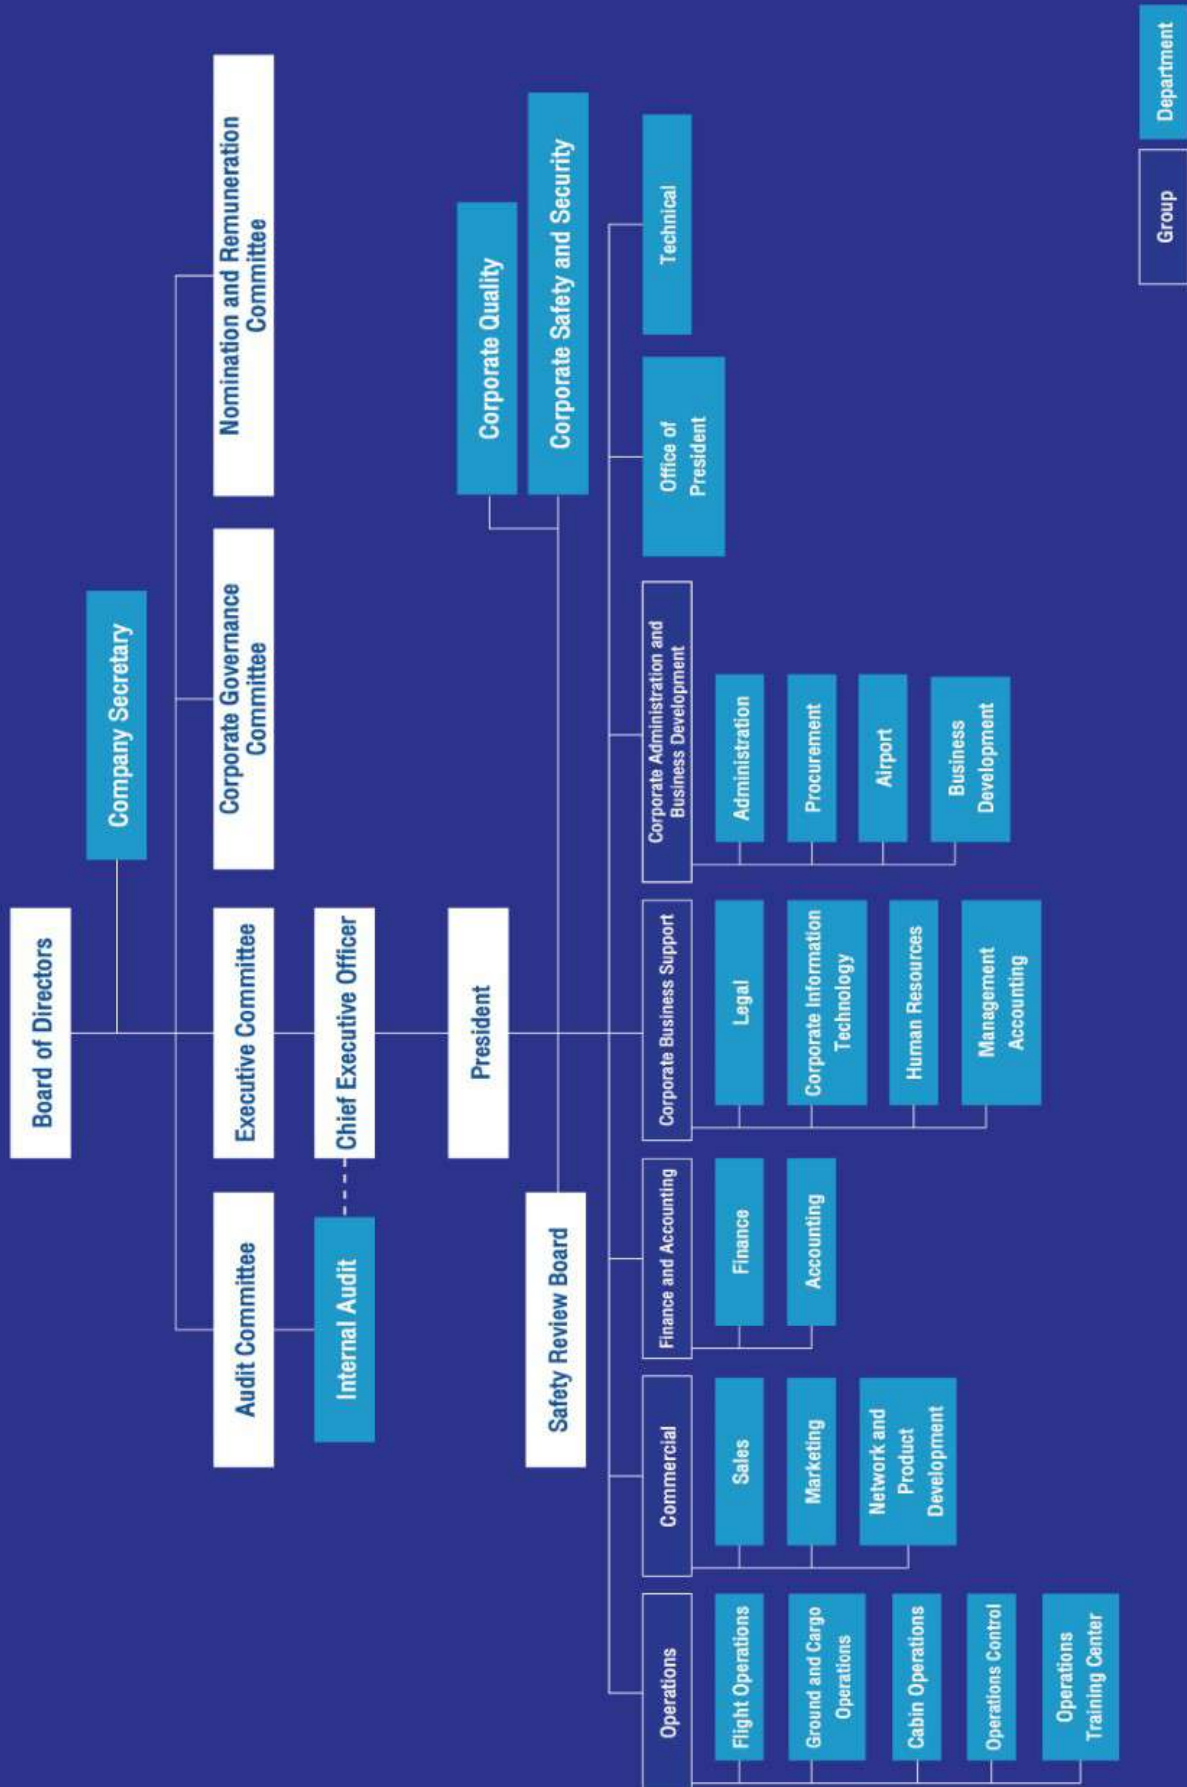 Board of Directors
Company Secretary
Audit Committee
Executive Committee
Corporate Governance
Committee
Nomination and Remuneration
Committee
Internal Audit
Chief Executive Officer
President
Corporate Quality
Safety Review Board
Corporate Safety and Security
Operations
Flight Operations
Ground and Cargo
Operations
Cabin Operations
Operations Control
Operations
Training Center
Commercial
Sales
Marketing
Network and
Product
Development
Finance and Accounting
Finance
Accounting
Corporate Business Support
Legal
Corporate Information
Technology
Human Resources
Management
Accounting
Corporate Administration and
Business Development
Administration
Procurement
Airport
Business
Development
Office of
President
Technical
Group
Department